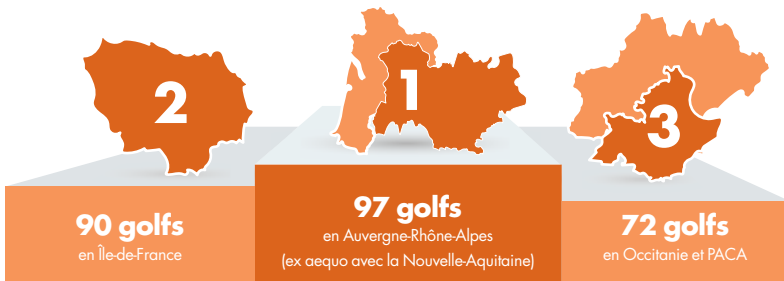 2
1
3
90 golfs
en Île-de-France
97 golfs
en Auvergne-Rhône-Alpes
(ex aequo avec la Nouvelle-Aquitaine)
72 golfs
en Occitanie et PACA